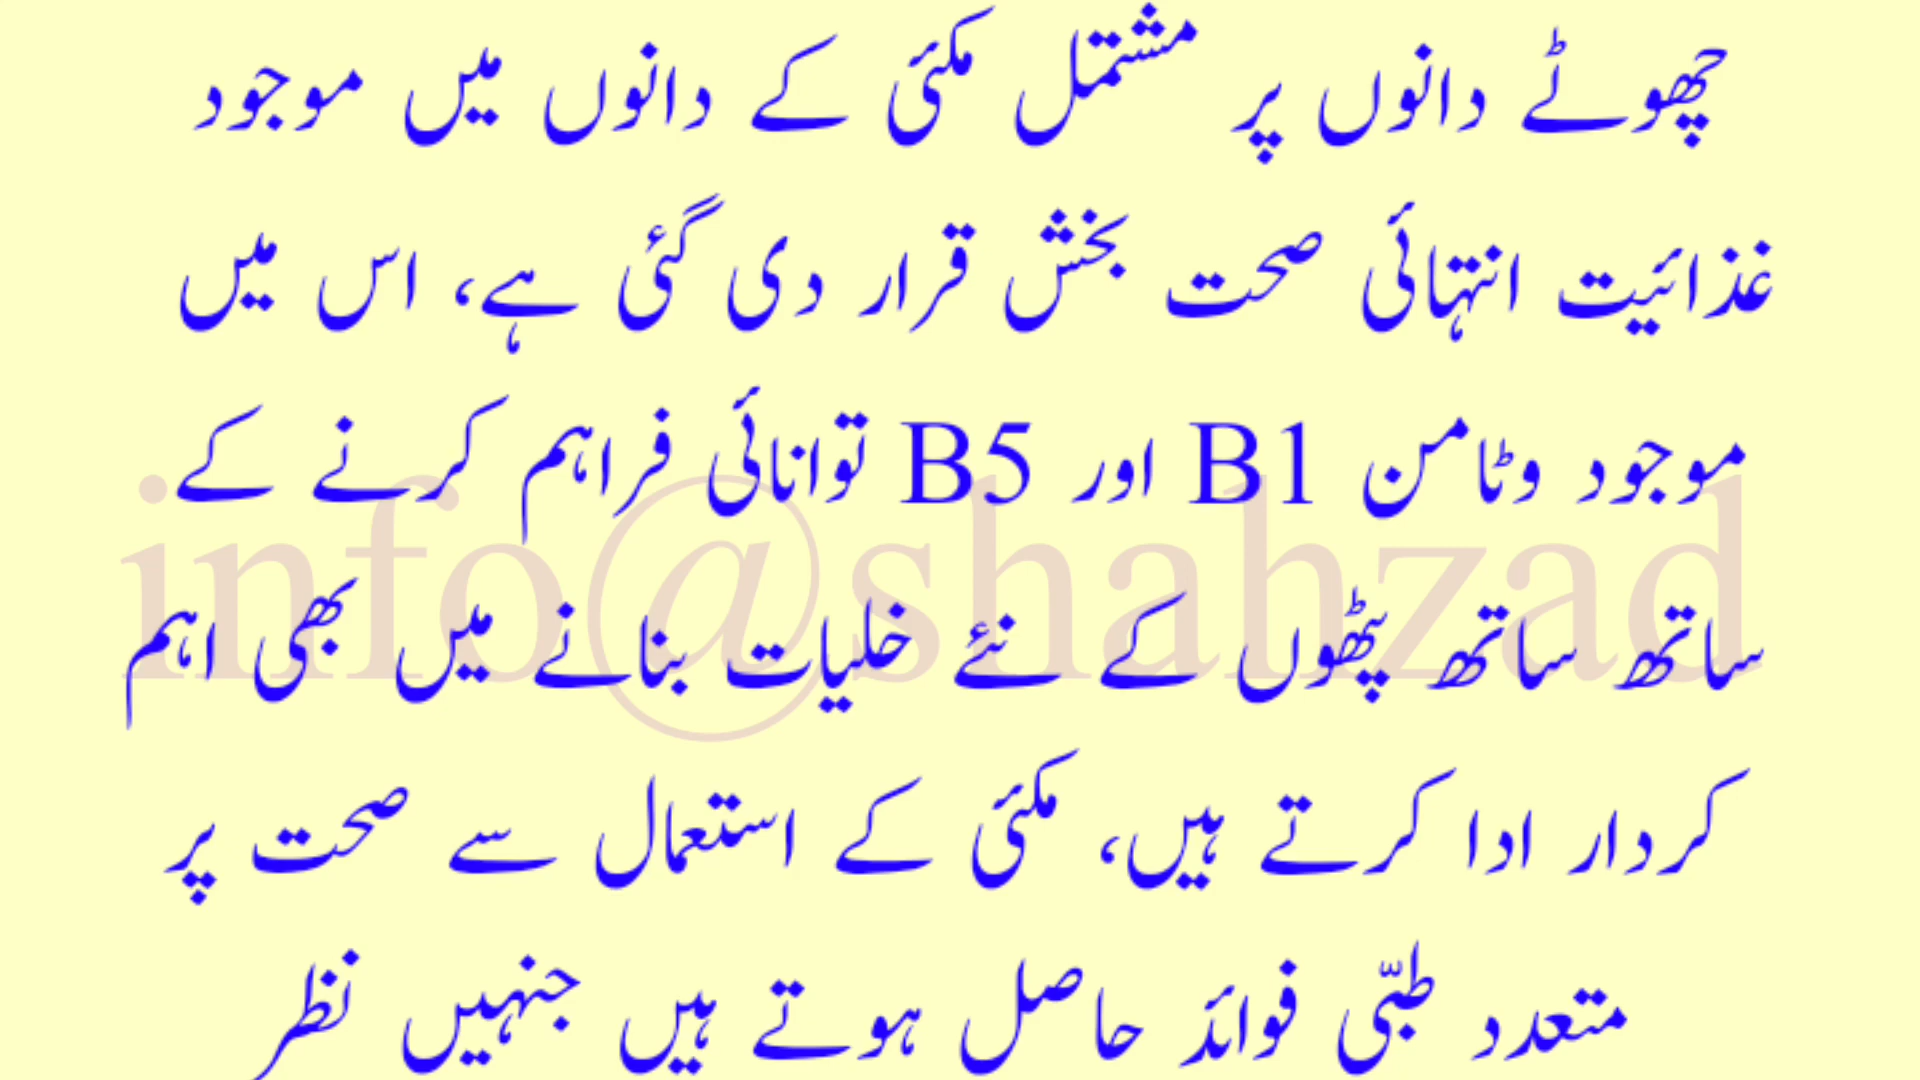 چھوٹے دانوں پر مشتمل مکئی کے دانوں میں موجود
غذائیت انتہائی صحت بخش قرار دی گئی ہے، اس میں
موجود وٹامن B1 اور B5 توانائی فراہم کرنے کے
info@shahzad
ساتھ ساتھ پٹھوں کے نئے خلیات بنانے میں بھی اہم
کردار ادا کرتے ہیں، مکئی کے استعمال سے صحت پر
متعدد طبّی فوائد حاصل ہوتے ہیں جنہیں نظر